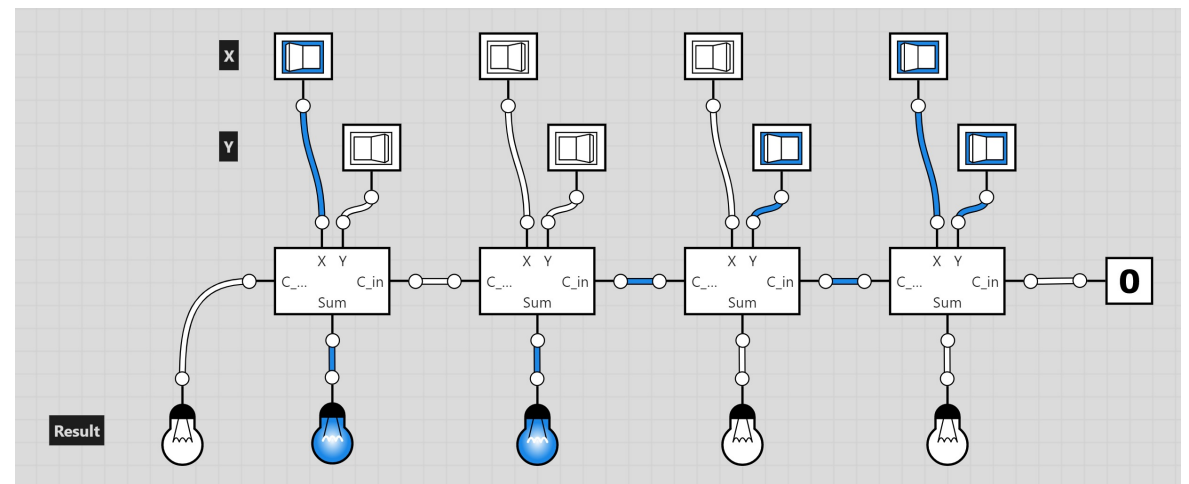 X
Y
X Y X Y X Y X Y
C_... C_in C_... C_in C_... C_in C_... C_in 0
Sum Sum Sum Sum
Result